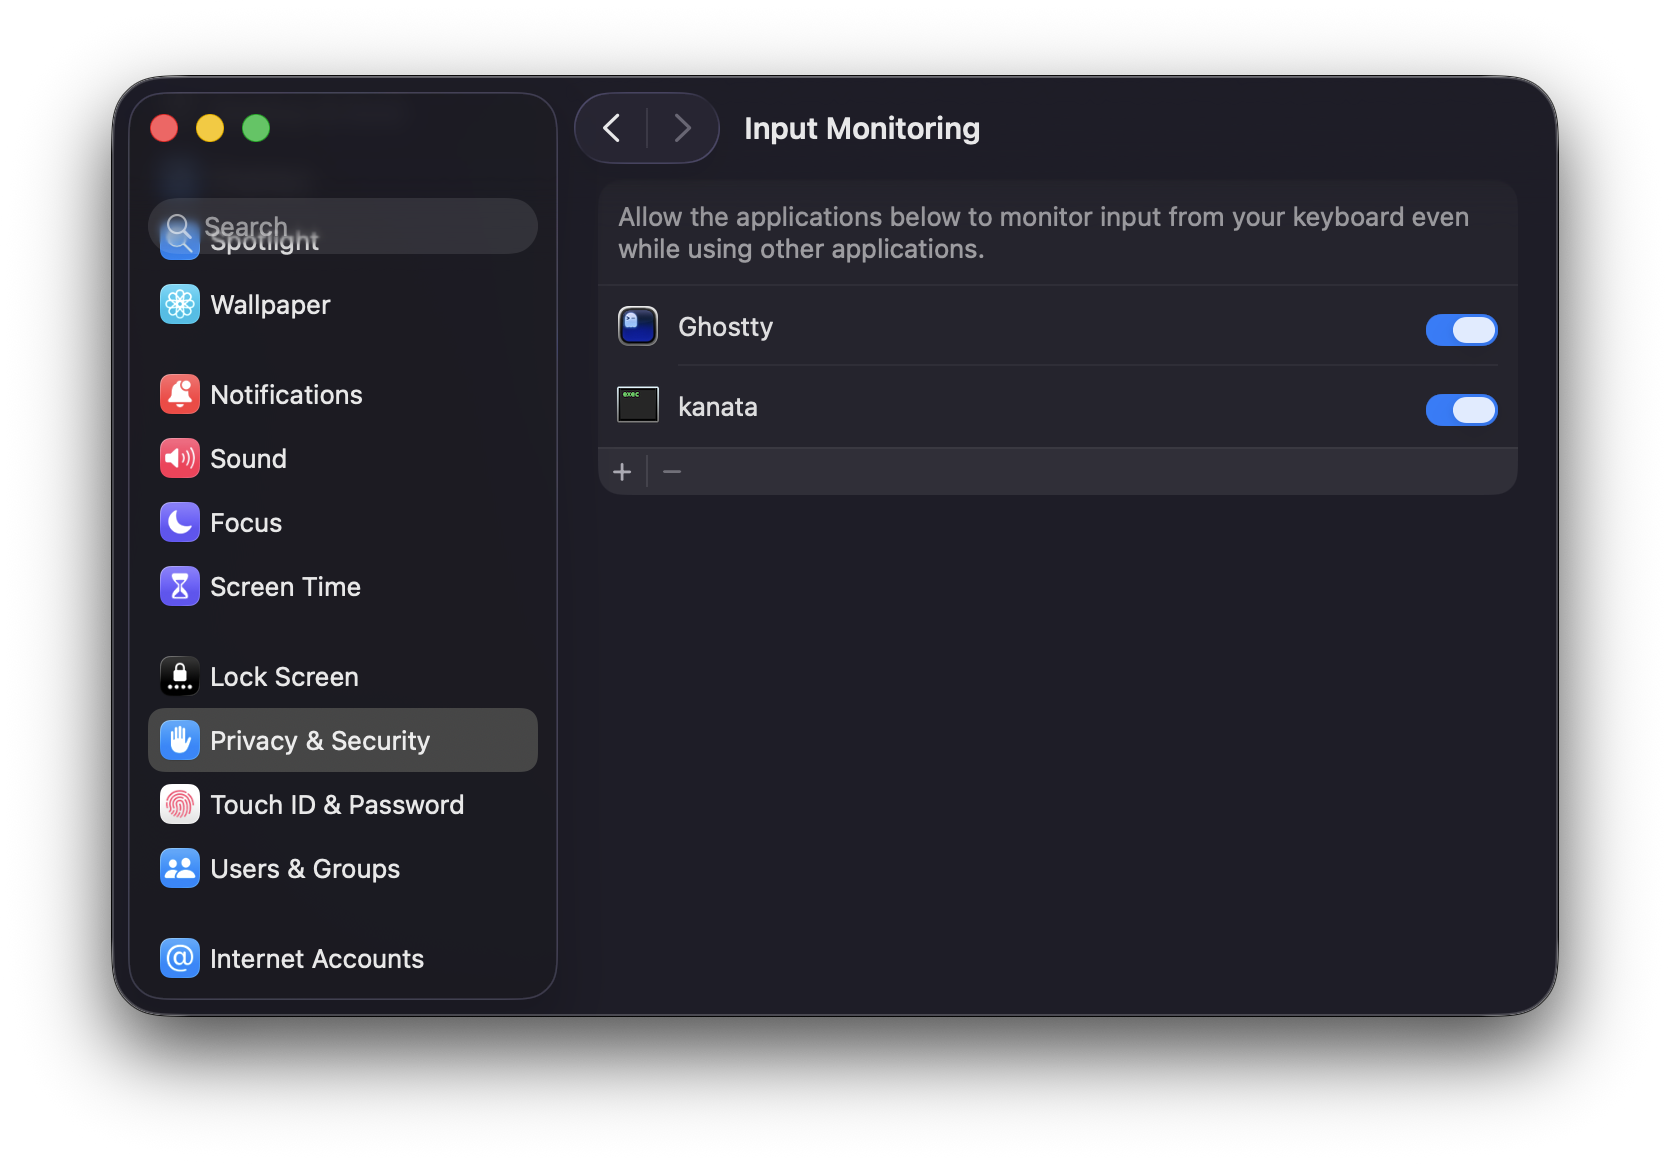 Search
Spotlight
Wallpaper
Notifications
Sound
Focus
Screen Time
Lock Screen
Privacy & Security
Touch ID & Password
Users & Groups
@
Internet Accounts
Input Monitoring
Allow the applications below to monitor input from your keyboard even
while using other applications.
Ghostty
exec
kanata